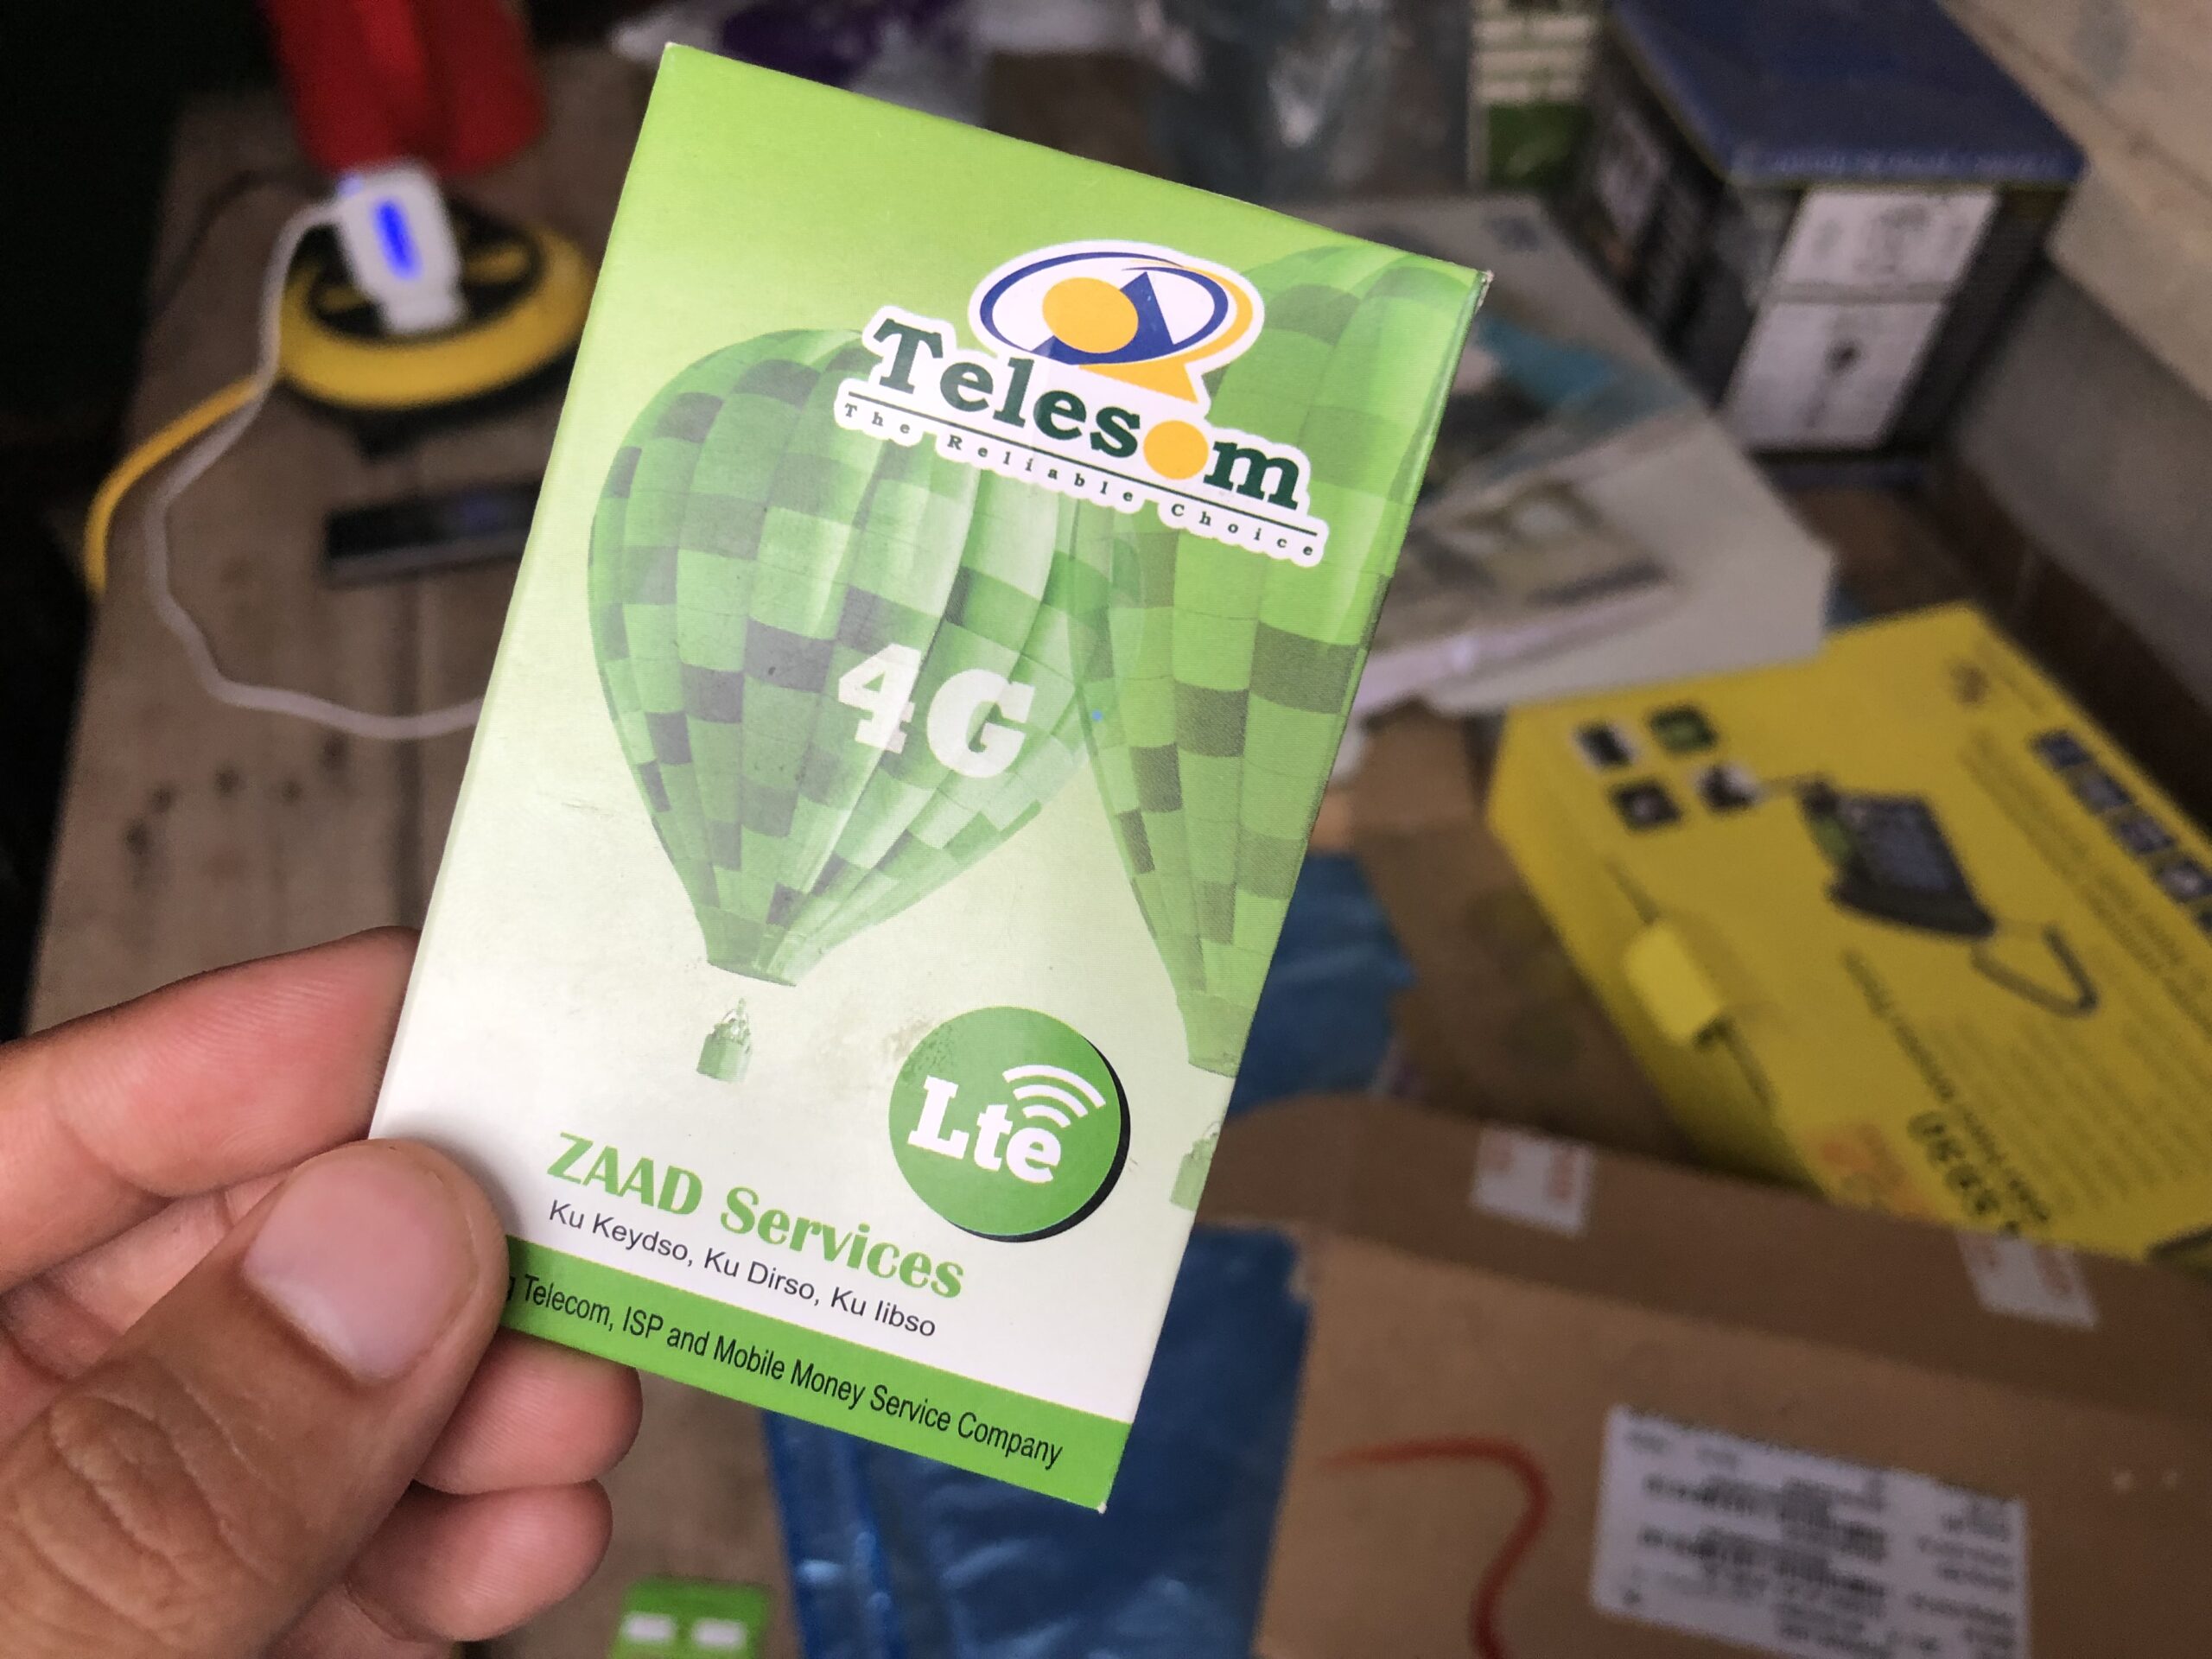 Telesom
The Reliable Choice
4G
Lte
ZAAD Services
Ku Keydso, Ku Dirso, Ku Iibso
Telecom, ISP and Mobile Money Service Company